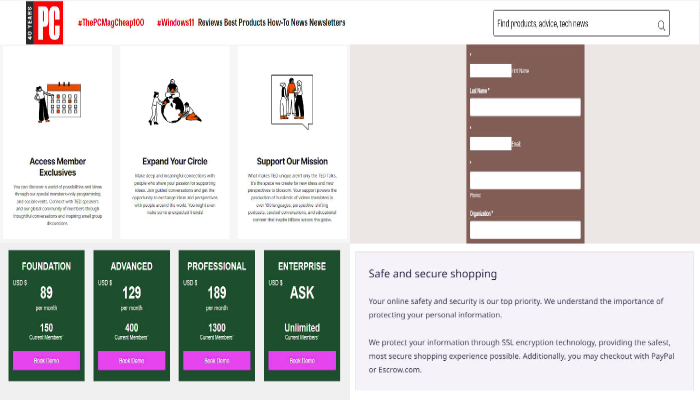 40 YEARS
PC
#ThePCMagCheap100 #Windows11 Reviews Best Products How-To News Newsletters
Find products, advice, tech news
Access Member
Exclusives
You can discover a world of possibilities and ideas
through our special members-only programming
and social events. Connect with TED speakers
and our global community of members through
thoughtful conversations and inspiring small group
discussions.
Expand Your Circle
Make deep and meaningful connections with
people who share your passion for supporting
ideas. Join guided conversations and get the
opportunity to exchange ideas and perspectives
with people around the world. You might even
make some unexpected friends!
Support Our Mission
What makes TED unique aren't only the TED Talks,
it's the space we create for new ideas and new
perspectives to blossom. Your support powers the
production of hundreds of videos translated in
over 100 languages, perspective-shifting
podcasts, curated conversations, and educational
content that inspire billions across the globe.
*
First Name
Last Name *
*
Email
*
Phone
Organization *
FOUNDATION
USD $
89
per month
150
Current Members*
Book Demo
ADVANCED
USD $
129
per month
400
Current Members*
Book Demo
PROFESSIONAL
USD $
189
per month
1300
Current Members*
Book Demo
ENTERPRISE
USD $
ASK
Unlimited
Current Members*
Book Demo
Safe and secure shopping
Your online safety and security is our top priority. We understand the importance of
protecting your personal information.
We protect your information through SSL encryption technology, providing the safest,
most secure shopping experience possible. Additionally, you may checkout with PayPal
or Escrow.com.